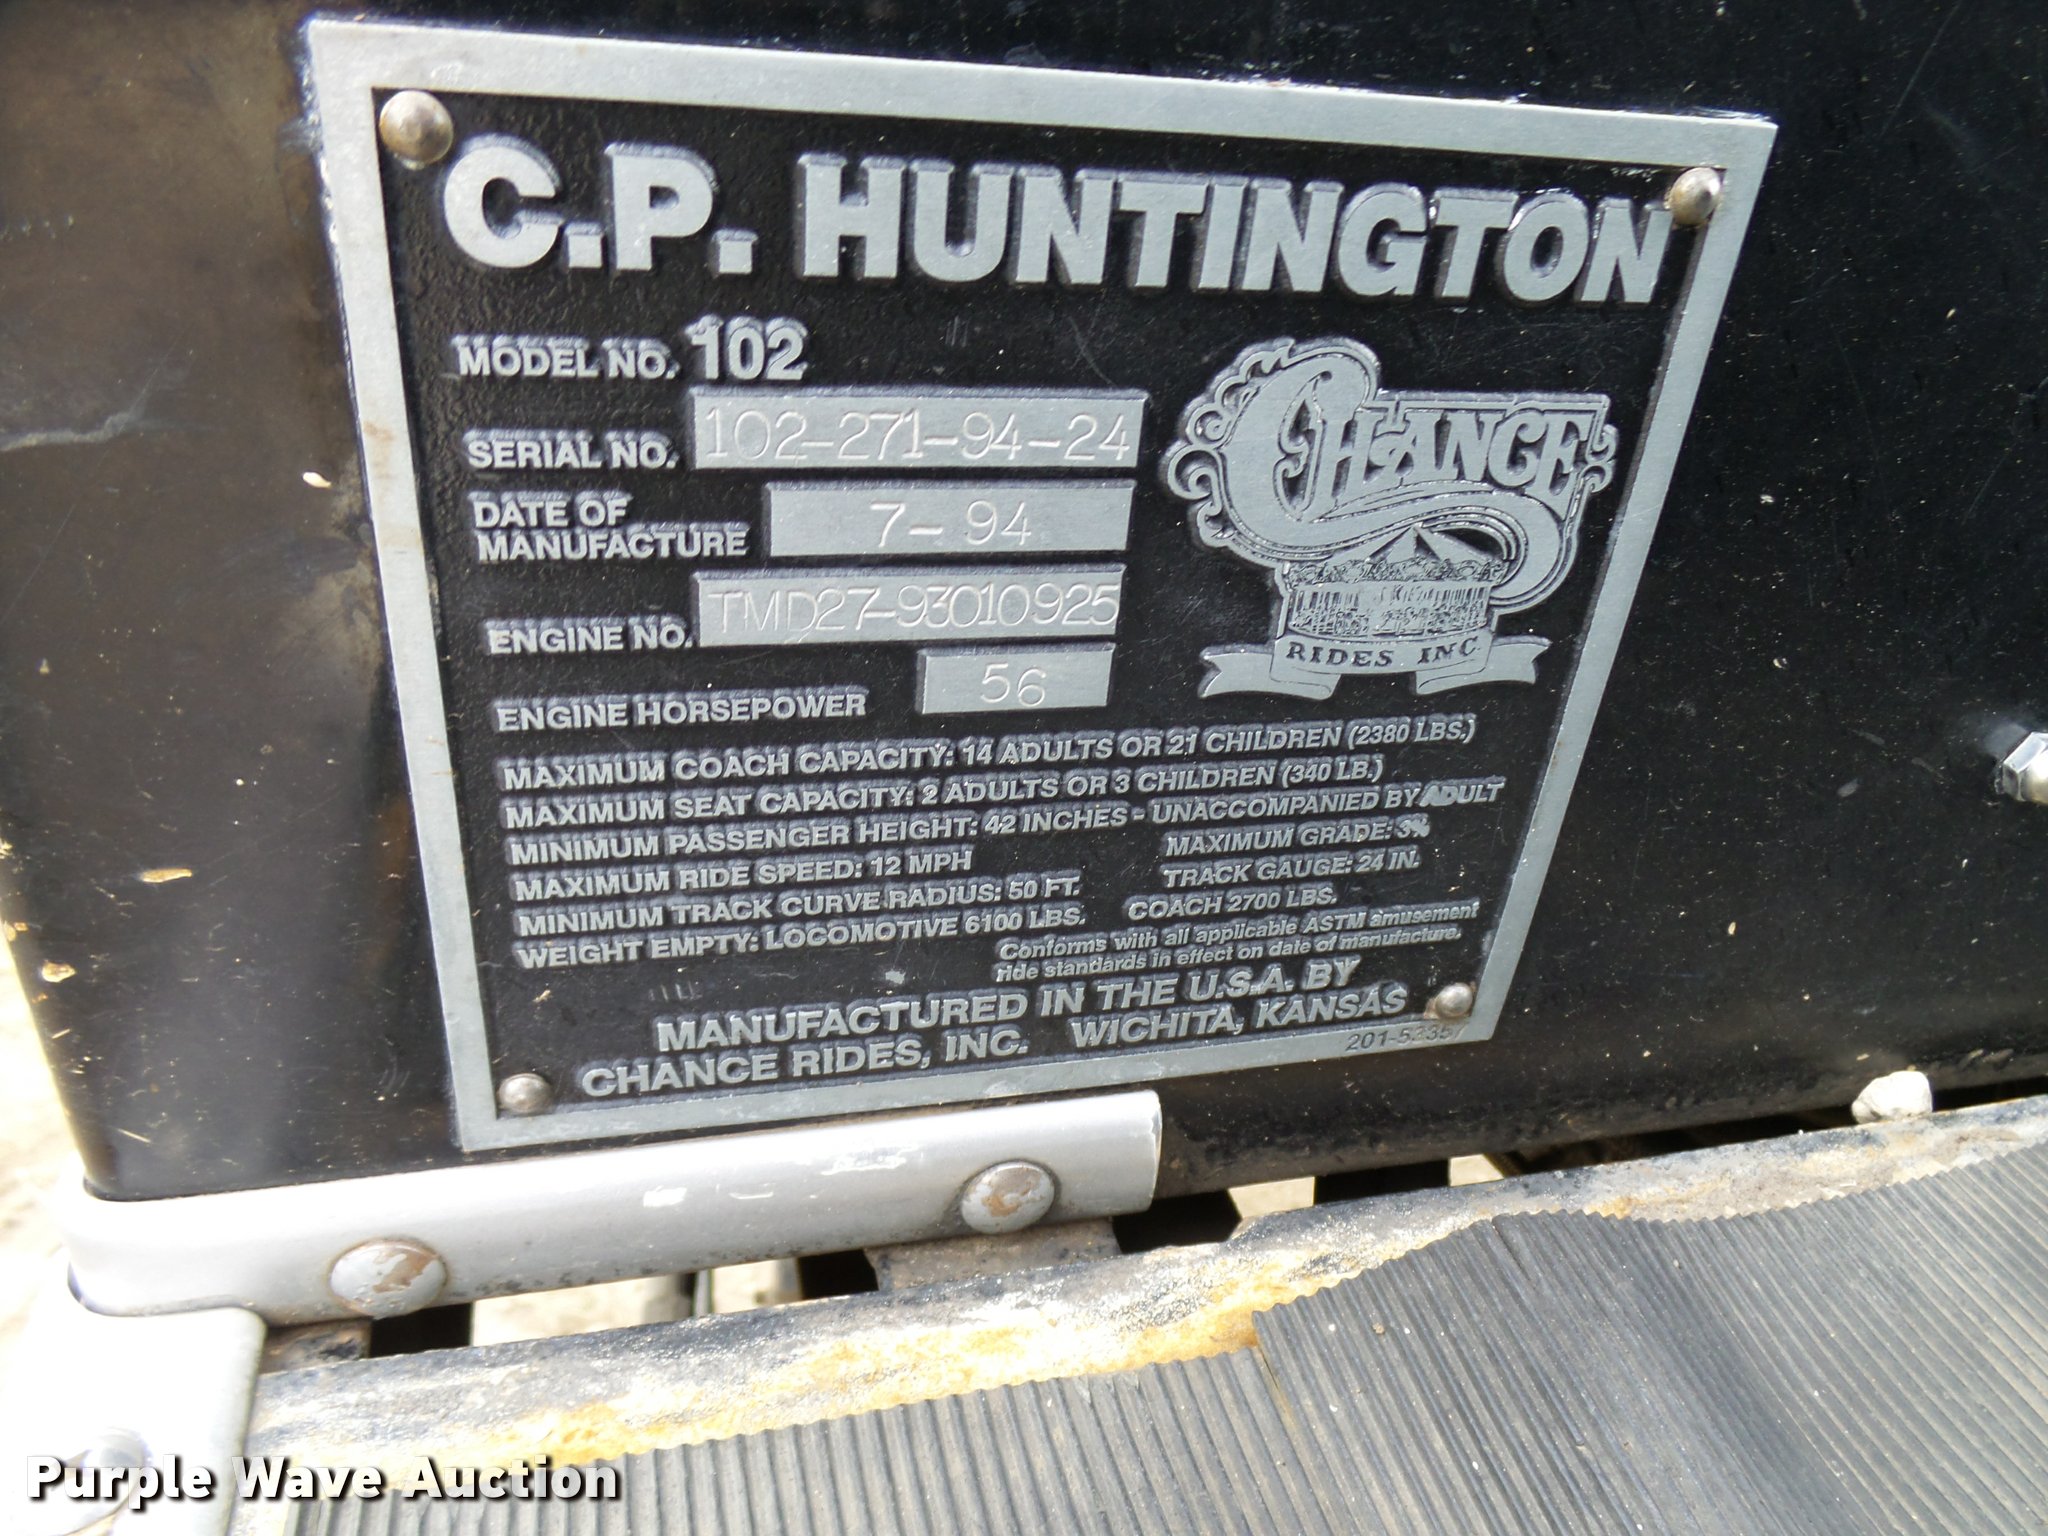 C.P. HUNTINGTON
MODEL NO. 102
SERIAL NO. 102-271-94-24
DATE OF
MANUFACTURE 7-94
ENGINE NO. TMD27-93010925
ENGINE HORSEPOWER 56
CHANCE
RIDES INC
MAXIMUM COACH CAPACITY: 14 ADULTS OR 21 CHILDREN (2380 LBS.)
MAXIMUM SEAT CAPACITY: 2 ADULTS OR 3 CHILDREN (340 LB.)
MINIMUM PASSENGER HEIGHT: 42 INCHES - UNACCOMPANIED BY ADULT
MAXIMUM RIDE SPEED: 12 MPH MAXIMUM GRADE: 3%
MINIMUM TRACK CURVE RADIUS: 50 FT. TRACK GAUGE: 24 IN.
WEIGHT EMPTY: LOCOMOTIVE 6100 LBS. COACH 2700 LBS.
Conforms with all applicable ASTM amusement
ride standards in effect on date of manufacture.
MANUFACTURED IN THE U.S.A. BY
CHANCE RIDES, INC. WICHITA, KANSAS
Purple Wave Auction